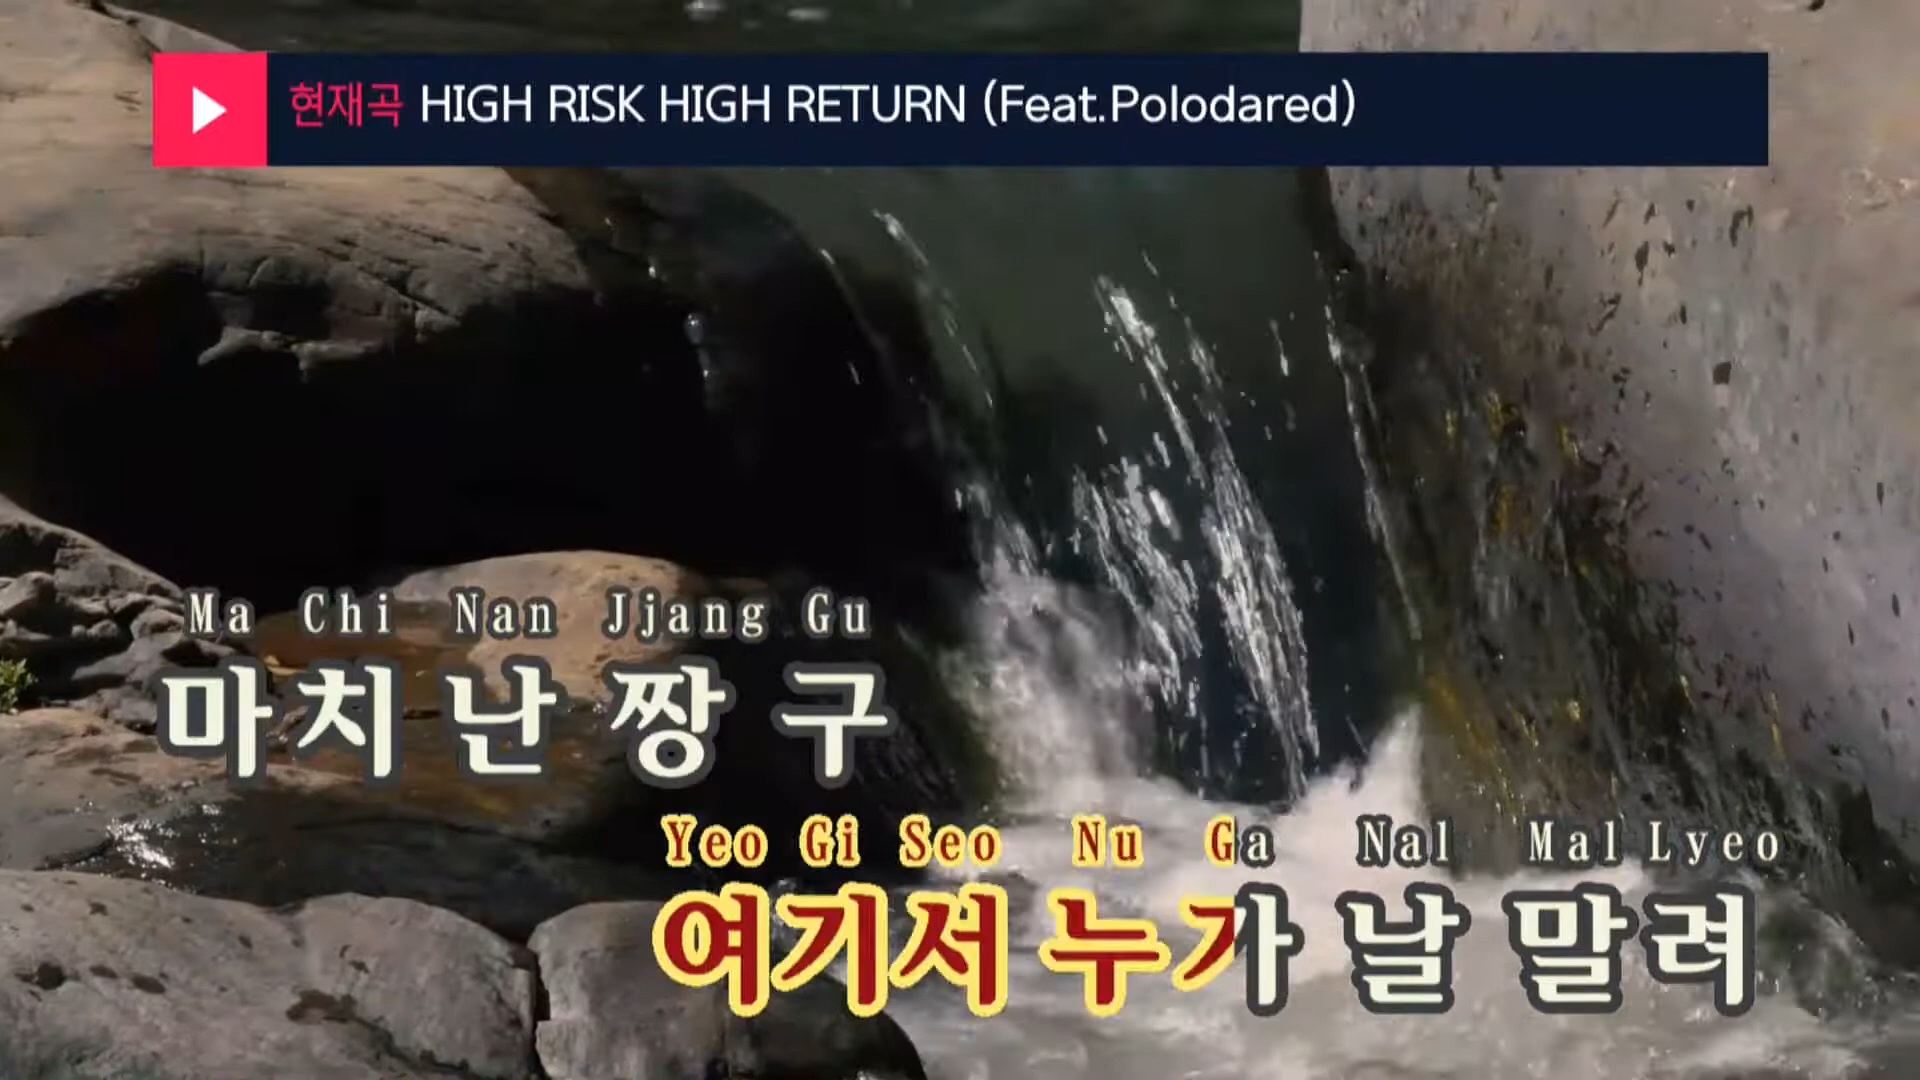 현재곡 HIGH RISK HIGH RETURN (Feat.Polodared)
Ma Chi Nan Jjang Gu
마치 난 짱구
Yeo Gi Seo Nu Ga Nal Mal Lyeo
여기서 누가 날 말려